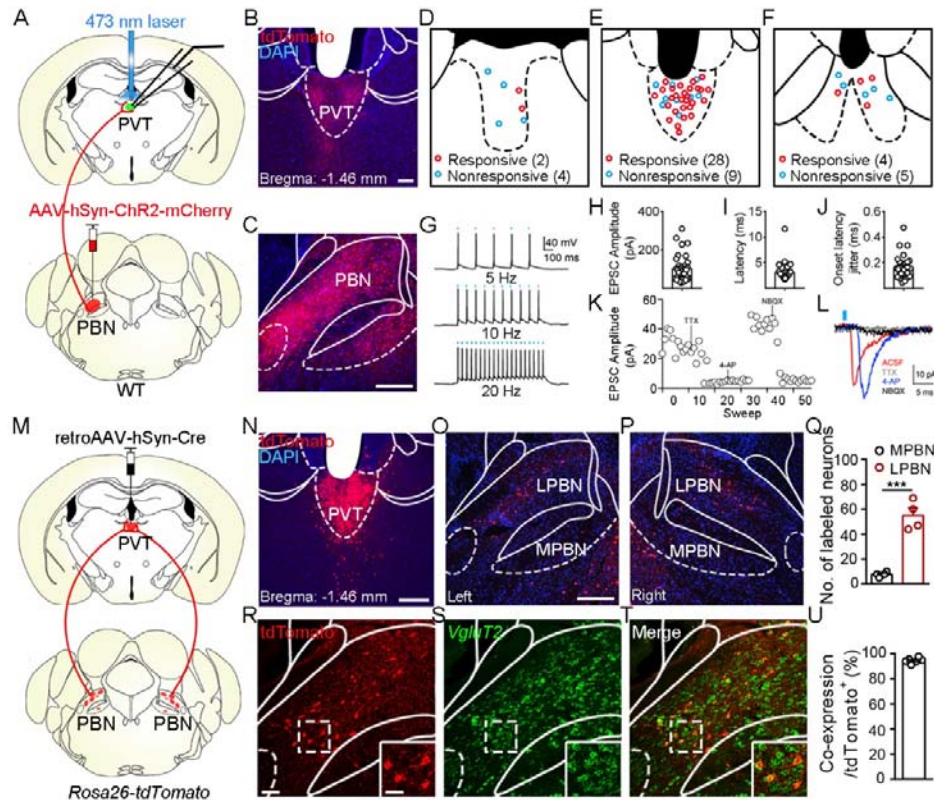 A
473 nm laser
PVT
AAV-hSyn-ChR2-mCherry
PBN
WT
B
tdTomato
DAPI
PVT
Bregma: -1.46 mm
C
PBN
D
Responsive (2)
Nonresponsive (4)
E
Responsive (28)
Nonresponsive (9)
F
Responsive (4)
Nonresponsive (5)
G
40 mV
100 ms
5 Hz
10 Hz
20 Hz
H
EPSC Amplitude
(pA)
300
100
0
I
Latency (ms)
15
10
5
0
J
Onset latency
jitter (ms)
0.6
0.4
0.2
0
K
EPSC Amplitude
(pA)
60
40
20
0
TTX
4-AP
NBQX
0 10 20 30 40 50
Sweep
L
ACSF
TTX
4-AP
NBQX
10 pA
5 ms
M
retroAAV-hSyn-Cre
PVT
PBN PBN
Rosa26-tdTomato
N
tdTomato
DAPI
PVT
Bregma: -1.46 mm
O
LPBN
MPBN
Left
P
LPBN
MPBN
Right
Q
MPBN
LPBN
No. of labeled neurons
100
80
60
40
20
0
***
R
tdTomato
S
VgluT2
T
Merge
U
Co-expression
/tdTomato+ (%)
100
80
60
40
20
0